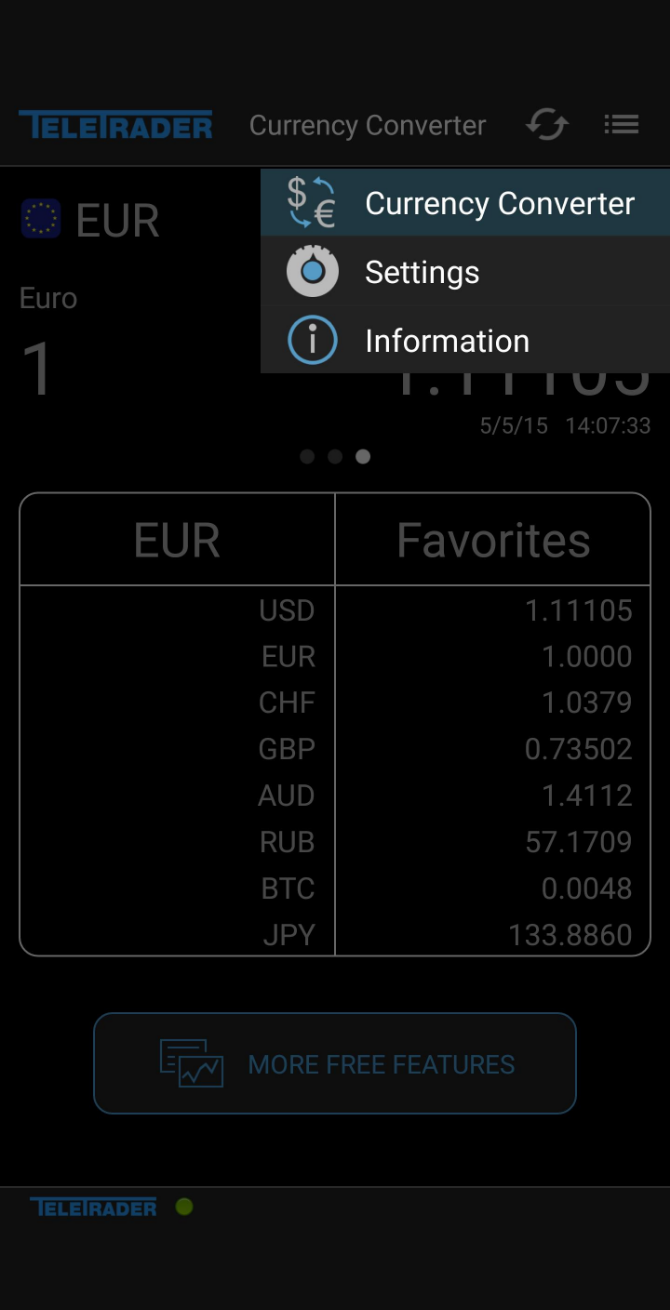 TELETRADER Currency Converter
EUR
$ € Currency Converter
Settings
i Information
Euro
1 1.11105
5/5/15 14:07:33
EUR Favorites
USD 1.11105
EUR 1.0000
CHF 1.0379
GBP 0.73502
AUD 1.4112
RUB 57.1709
BTC 0.0048
JPY 133.8860
MORE FREE FEATURES
TELETRADER